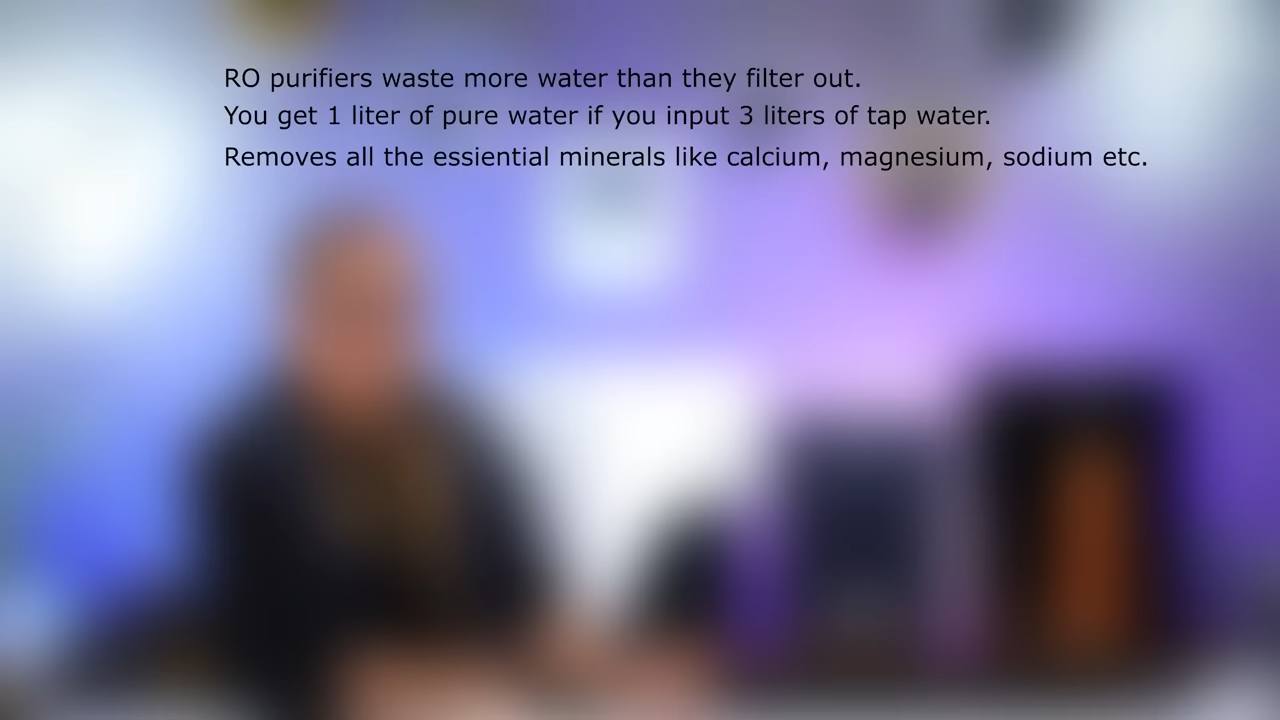 RO purifiers waste more water than they filter out.
You get 1 liter of pure water if you input 3 liters of tap water.
Removes all the essiential minerals like calcium, magnesium, sodium etc.